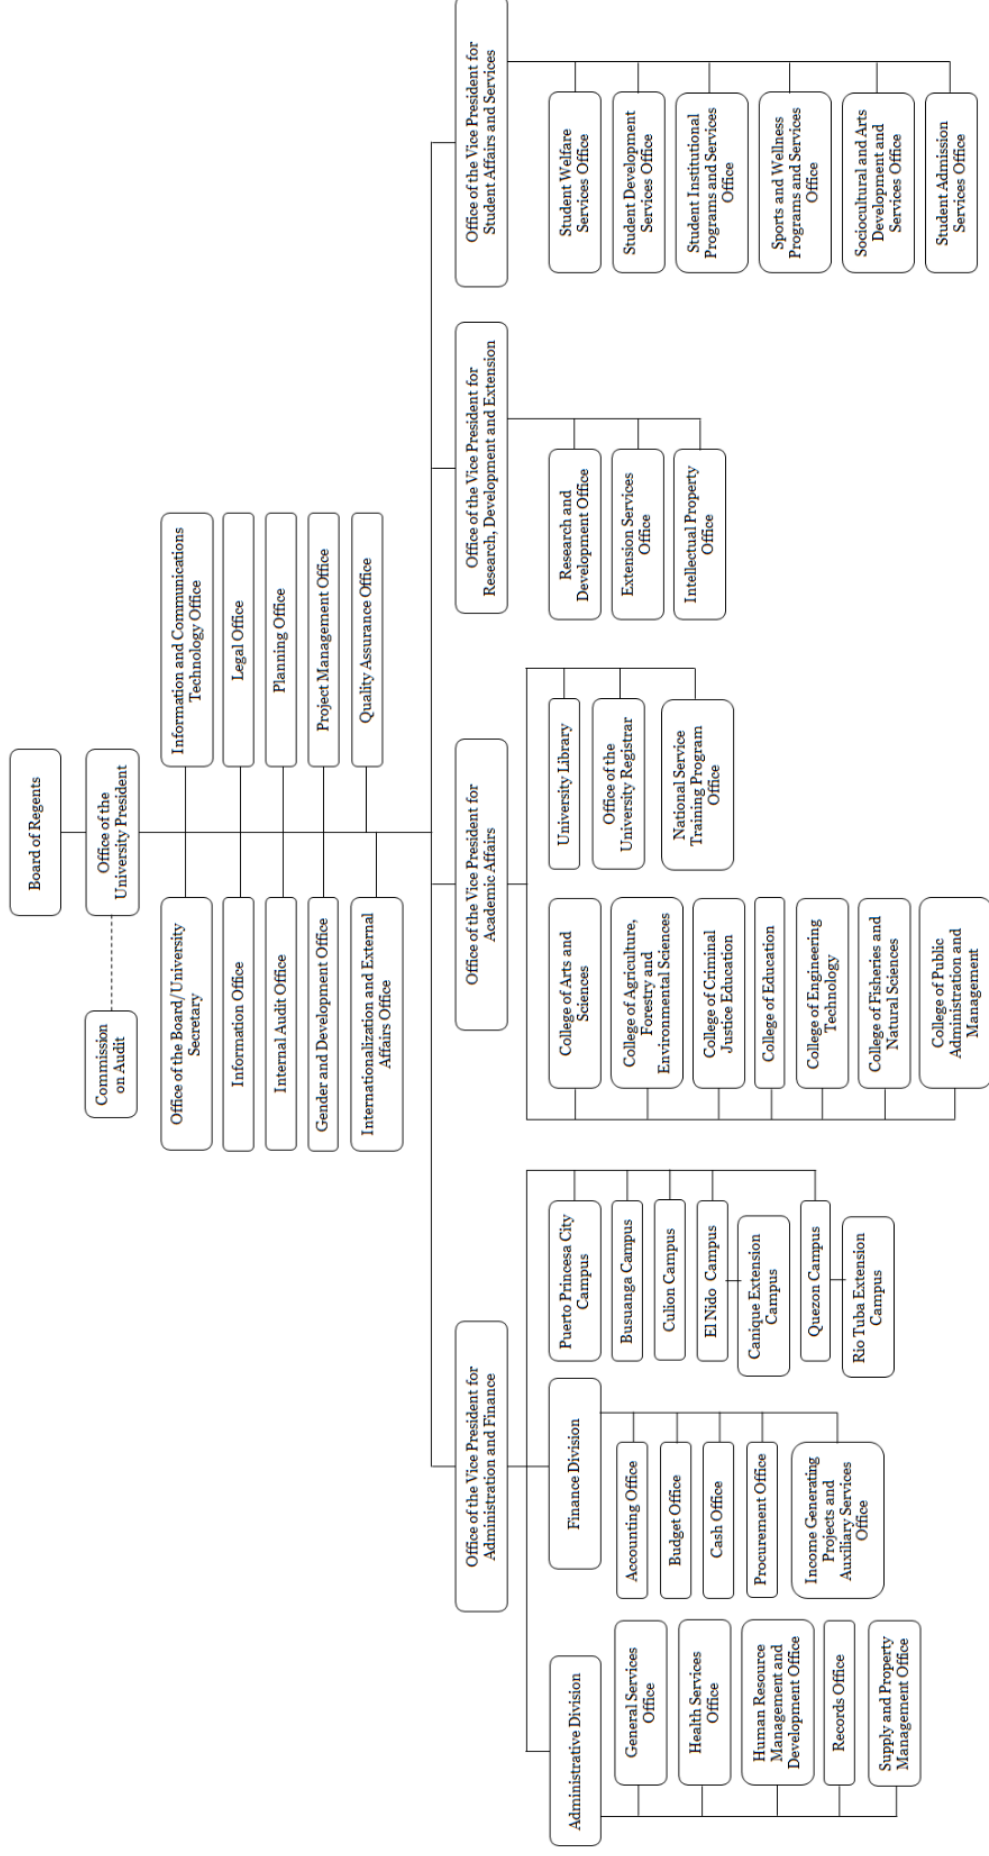 Board of Regents
Office of the
University President
Commission
on Audit
Office of the Board/University
Secretary
Information and Communications
Technology Office
Information Office
Legal Office
Internal Audit Office
Planning Office
Gender and Development Office
Project Management Office
Internationalization and External
Affairs Office
Quality Assurance Office
Office of the Vice President for
Administration and Finance
Office of the Vice President for
Academic Affairs
Office of the Vice President for
Research, Development and Extension
Office of the Vice President for
Student Affairs and Services
Administrative Division
General Services
Office
Health Services
Office
Human Resource
Management and
Development Office
Records Office
Supply and Property
Management Office
Finance Division
Accounting Office
Budget Office
Cash Office
Procurement Office
Income Generating
Projects and
Auxiliary Services
Office
Puerto Princesa City
Campus
Busuanga Campus
Culion Campus
El Nido Campus
Canique Extension
Campus
Quezon Campus
Rio Tuba Extension
Campus
College of Arts and
Sciences
College of Agriculture,
Forestry and
Environmental Sciences
College of Criminal
Justice Education
College of Education
College of Engineering
Technology
College of Fisheries and
Natural Sciences
College of Public
Administration and
Management
University Library
Office of the
University Registrar
National Service
Training Program
Office
Research and
Development Office
Extension Services
Office
Intellectual Property
Office
Student Welfare
Services Office
Student Development
Services Office
Student Institutional
Programs and Services
Office
Sports and Wellness
Programs and Services
Office
Sociocultural and Arts
Development and
Services Office
Student Admission
Services Office